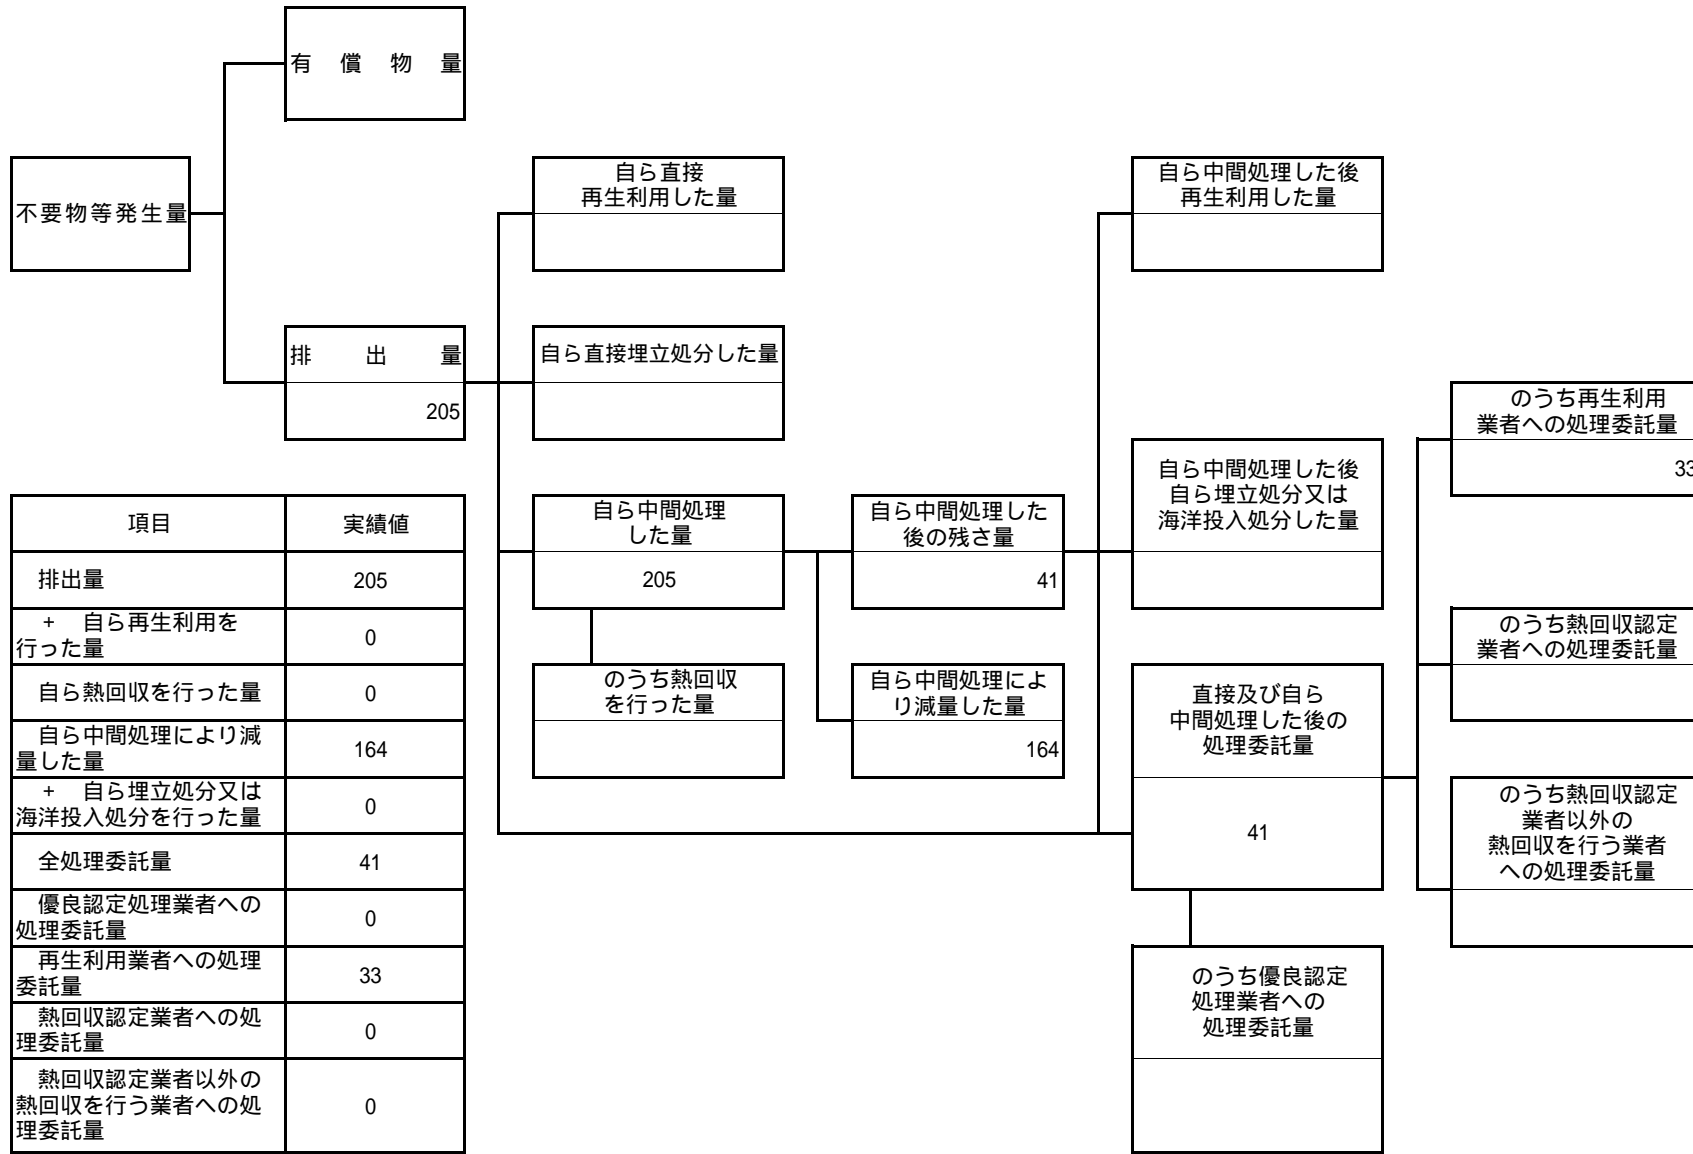 有償物量
不要物等発生量
自ら直接
再生利用した量
自ら中間処理した後
再生利用した量
排出量
205
自ら直接埋立処分した量
のうち再生利用
業者への処理委託量
33
自ら中間処理した後
自ら埋立処分又は
海洋投入処分した量
自ら中間処理
した量
205
自ら中間処理した
後の残さ量
41
のうち熱回収
を行った量
自ら中間処理によ
り減量した量
164
直接及び自ら
中間処理した後の
処理委託量
41
のうち熱回収認定
業者への処理委託量
のうち熱回収認定
業者以外の
熱回収を行う業者
への処理委託量
のうち優良認定
処理業者への
処理委託量
項目 実績値
排出量 205
+ 自ら再生利用を
行った量
0
自ら熱回収を行った量 0
自ら中間処理により減
量した量
164
+ 自ら埋立処分又は
海洋投入処分を行った量
0
全処理委託量 41
優良認定処理業者への
処理委託量
0
再生利用業者への処理
委託量
33
熱回収認定業者への処
理委託量
0
熱回収認定業者以外の
熱回収を行う業者への処
理委託量
0